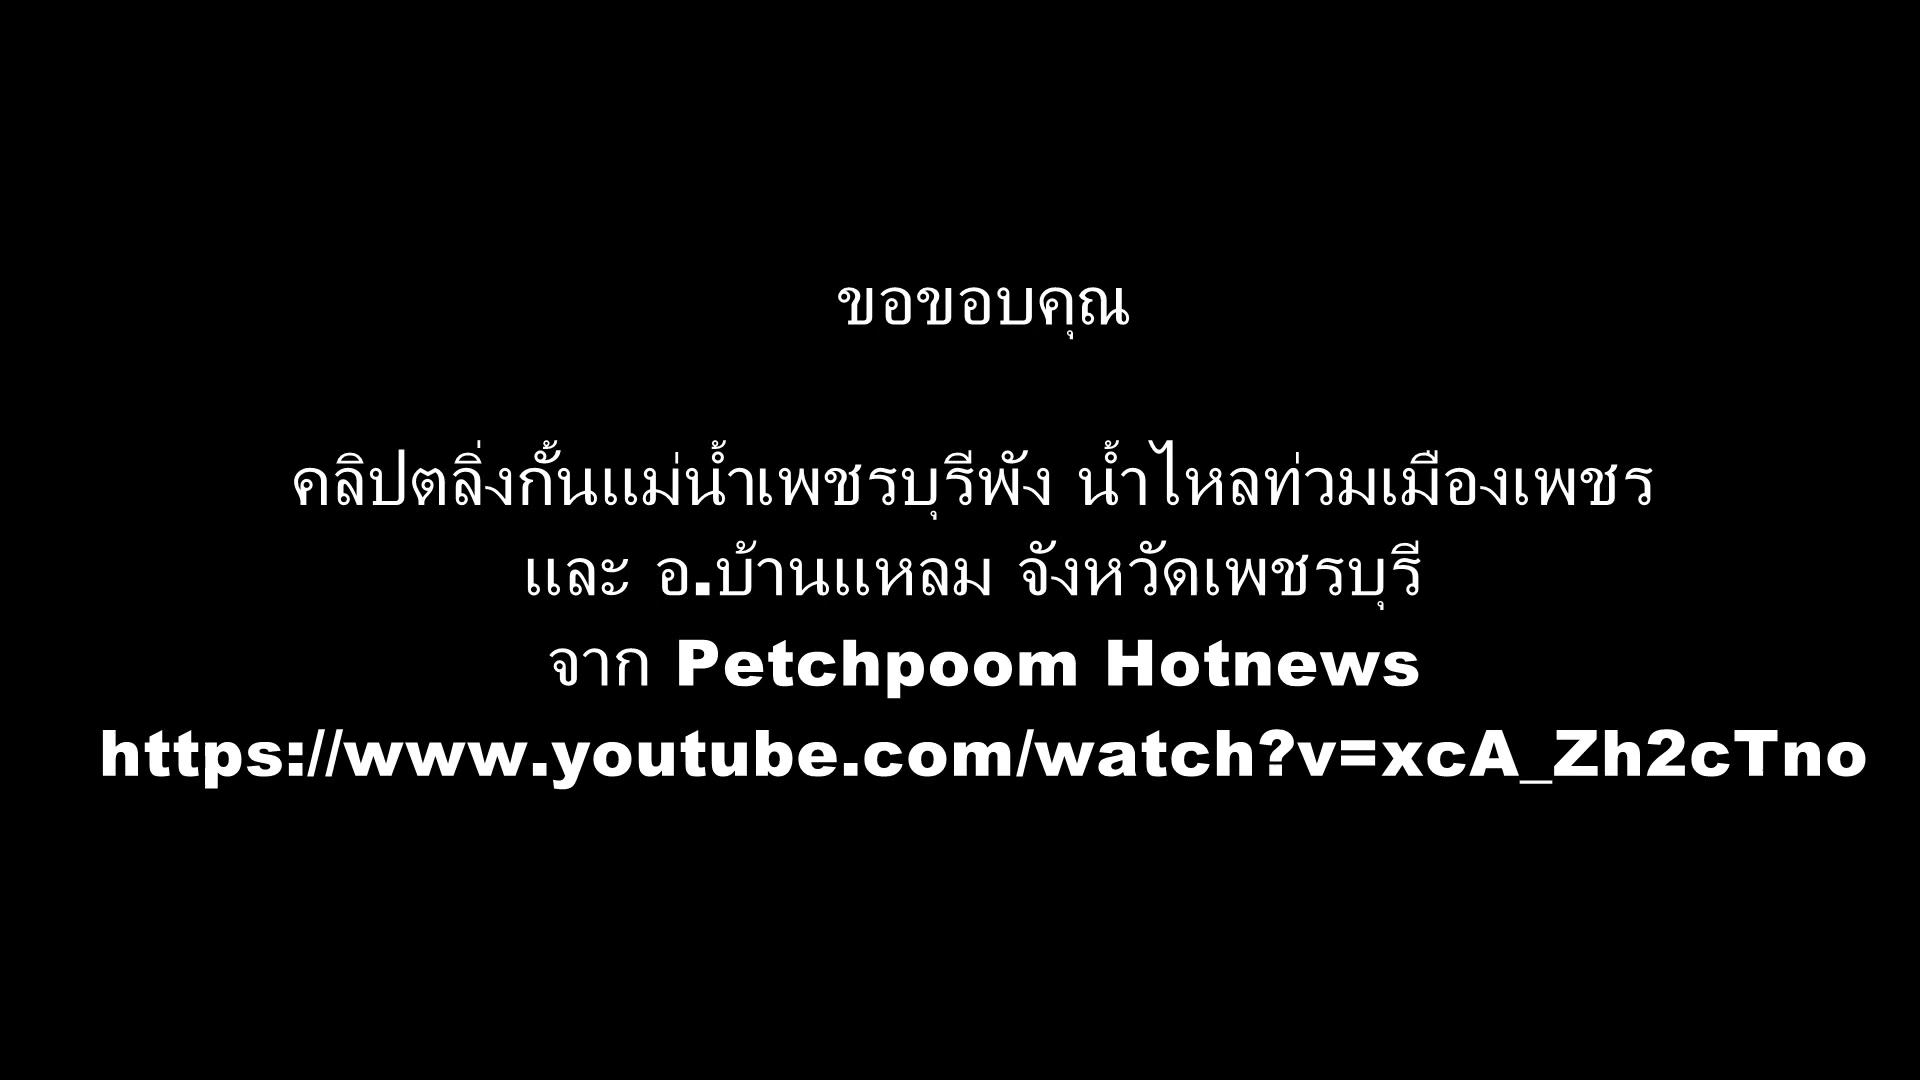 ขอขอบคุณ
คลิปตลิ่งกั้นแม่น้ำเพชรบุรีพัง น้ำไหลท่วมเมืองเพชร
และ อ.บ้านแหลม จังหวัดเพชรบุรี
จาก Petchpoom Hotnews
https://www.youtube.com/watch?v=xcA_Zh2cTno